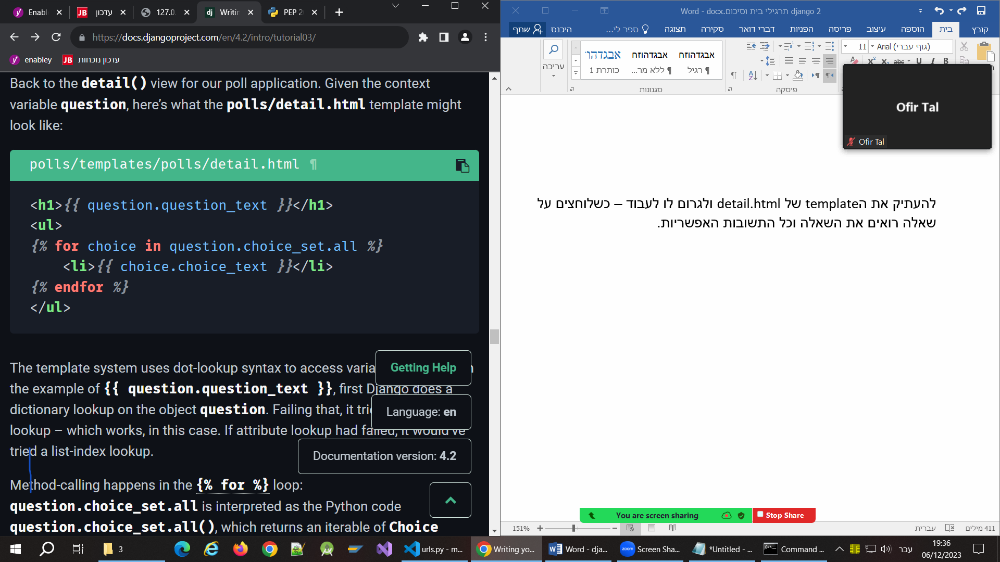 Enabl
עדכון
127.0.
Writin
PEP 2
https://docs.djangoproject.com/en/4.2/intro/tutorial03/
enabley
עדכון נוכחות
Back to the detail() view for our poll application. Given the context
variable question, here’s what the polls/detail.html template might
look like:
polls/templates/polls/detail.html ¶
<h1>{{ question.question_text }}</h1>
<ul>
{% for choice in question.choice_set.all %}
<li>{{ choice.choice_text }}</li>
{% endfor %}
</ul>
The template system uses dot-lookup syntax to access varia
the example of {{ question.question_text }}, first Django does a
dictionary lookup on the object question. Failing that, it trie
lookup – which works, in this case. If attribute lookup had failed, it would’ve
tried a list-index lookup.
Getting Help
Language: en
Documentation version: 4.2
Method-calling happens in the {% for %} loop:
question.choice_set.all is interpreted as the Python code
question.choice_set.all(), which returns an iterable of Choice
תרגילי בית וסיכום django 2.docx - Word
קובץ
בית
הוספה
עיצוב
פריסה
הפניות
דברי דואר
סקירה
תצוגה
ספר לי...
היכנס
שתף
Arial (גוף עברי)
11
אבגדהוזח
¶ רגיל
אבגדהוזח
¶ ללא מר...
אבגדהוז
כותרת 1
עריכה
פיסקה
סגנונות
Ofir Tal
Ofir Tal
להעתיק את הtemplate של detail.html ולגרום לו לעבוד – כשלוחצים על
שאלה רואים את השאלה וכל התשובות האפשריות.
You are screen sharing
Stop Share
151%
עברית
411 מילים
3
urls.py - m...
Writing yo...
Word - dja...
Screen Sha...
*Untitled - ...
Command ...
עבר
19:36
06/12/2023